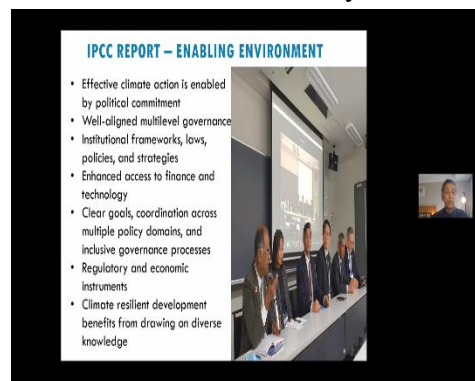 IPCC REPORT – ENABLING ENVIRONMENT
• Effective climate action is enabled
by political commitment
• Well-aligned multilevel governance
• Institutional frameworks, laws,
policies, and strategies
• Enhanced access to finance and
technology
• Clear goals, coordination across
multiple policy domains, and
inclusive governance processes
• Regulatory and economic
instruments
• Climate resilient development
benefits from drawing on diverse
knowledge